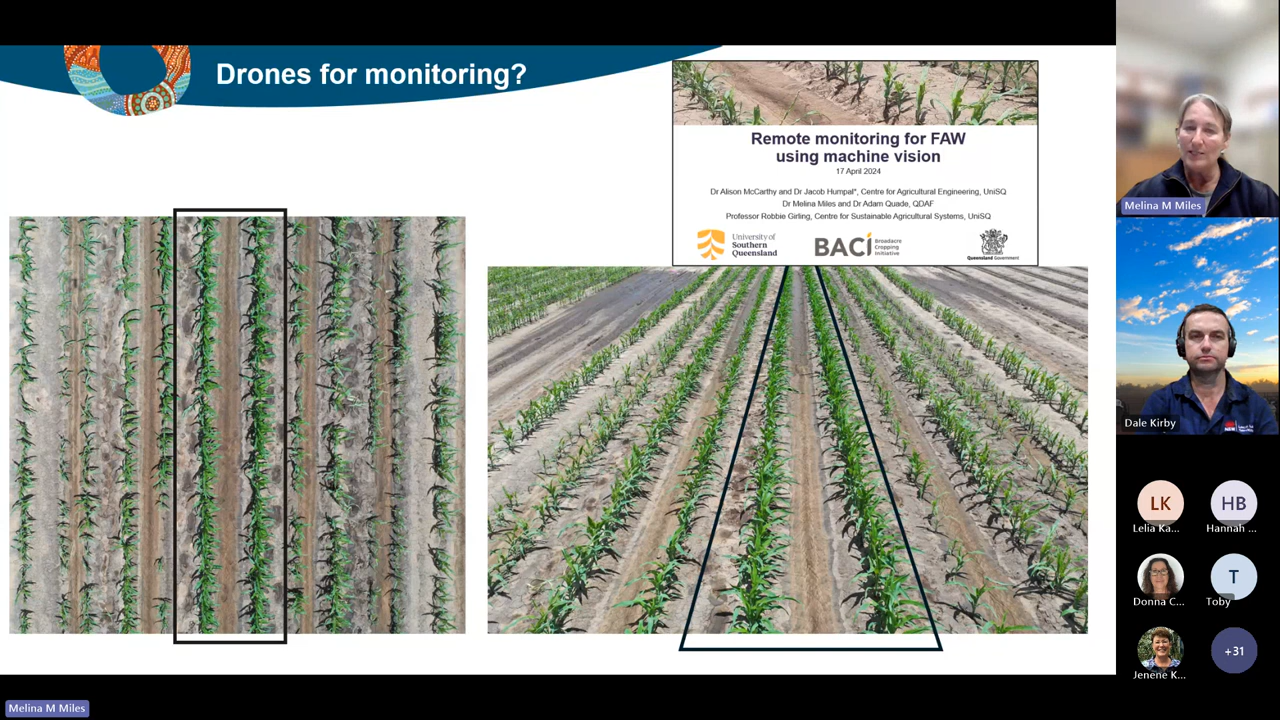 Drones for monitoring?
Remote monitoring for FAW
using machine vision
17 April 2024
Dr Alison McCarthy and Dr Jacob Humpal*, Centre for Agricultural Engineering, UniSQ
Dr Melina Miles and Dr Adam Quade, QDAF
Professor Robbie Girling, Centre for Sustainable Agricultural Systems, UniSQ
University of
Southern
Queensland
BACI
Broadacre
Cropping
Initiative
Queensland Government
Melina M Miles
Dale Kirby
LK
Lelia Ka...
HB
Hannah ...
Donna C...
T
Toby
Jenene K...
+31
Melina M Miles